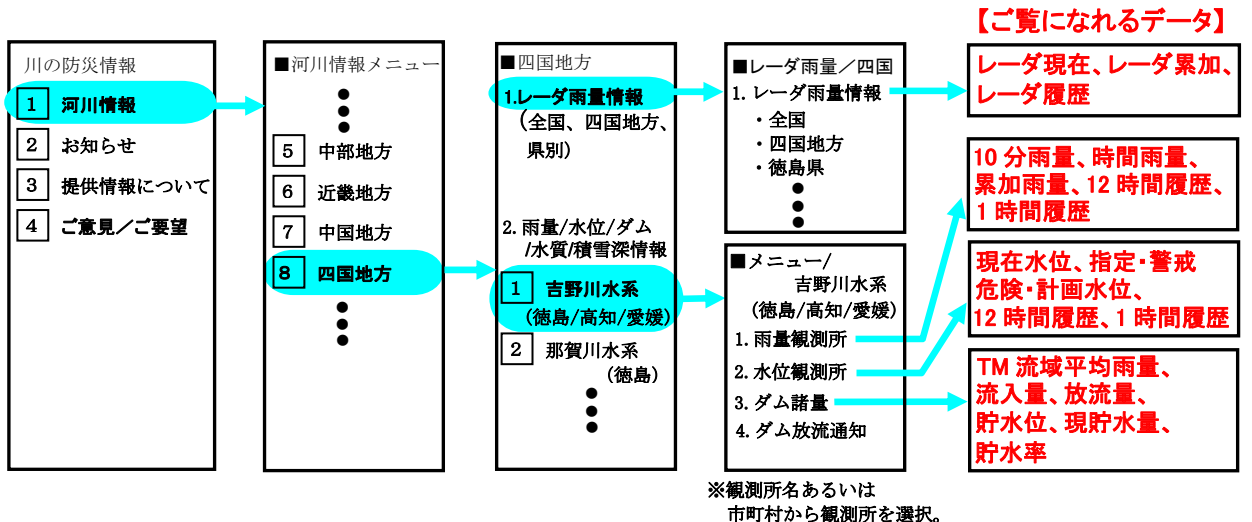 【ご覧になれるデータ】
川の防災情報
1 河川情報
2 お知らせ
3 提供情報について
4 ご意見／ご要望
■河川情報メニュー
5 中部地方
6 近畿地方
7 中国地方
8 四国地方
■四国地方
1.レーダ雨量情報
(全国、四国地方、
県別)
2. 雨量/水位/ダム
/水質/積雪深情報
1 吉野川水系
(徳島/高知/愛媛)
2 那賀川水系
(徳島)
■レーダ雨量／四国
1. レーダ雨量情報
・全国
・四国地方
・徳島県
■メニュー/
吉野川水系
(徳島/高知/愛媛)
1. 雨量観測所
2. 水位観測所
3. ダム諸量
4. ダム放流通知
※観測所名あるいは
市町村から観測所を選択。
レーダ現在、レーダ累加、
レーダ履歴
10分雨量、時間雨量、
累加雨量、12時間履歴、
1時間履歴
現在水位、指定・警戒
危険・計画水位、
12時間履歴、1時間履歴
TM流域平均雨量、
流入量、放流量、
貯水位、現貯水量、
貯水率